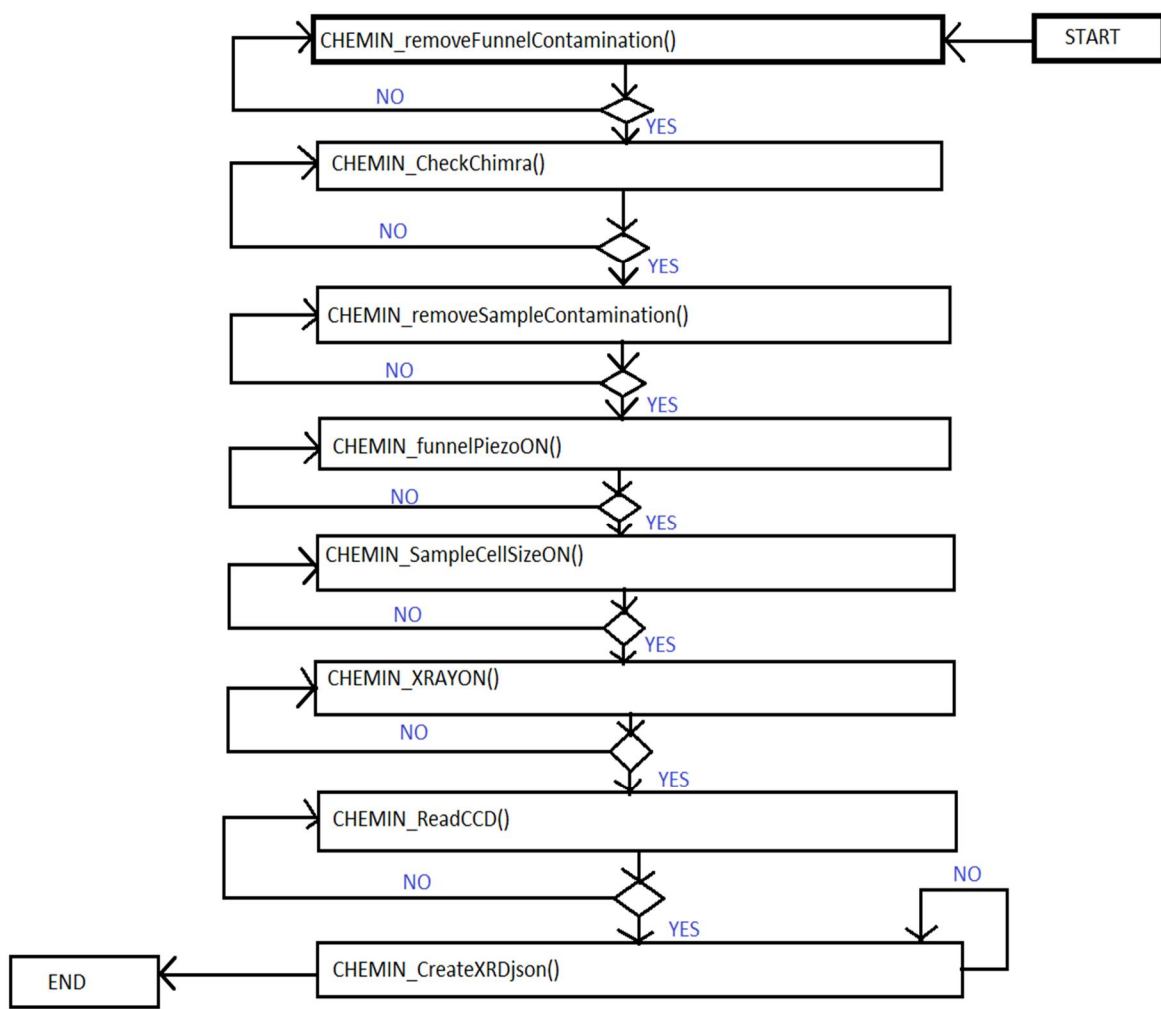 CHEMIN_removeFunnelContamination()
START
NO
YES
CHEMIN_CheckChimra()
NO
YES
CHEMIN_removeSampleContamination()
NO
YES
CHEMIN_funnelPiezoON()
NO
YES
CHEMIN_SampleCellSizeON()
NO
YES
CHEMIN_XRAYON()
NO
YES
CHEMIN_ReadCCD()
NO
NO
YES
CHEMIN_CreateXRDjson()
END